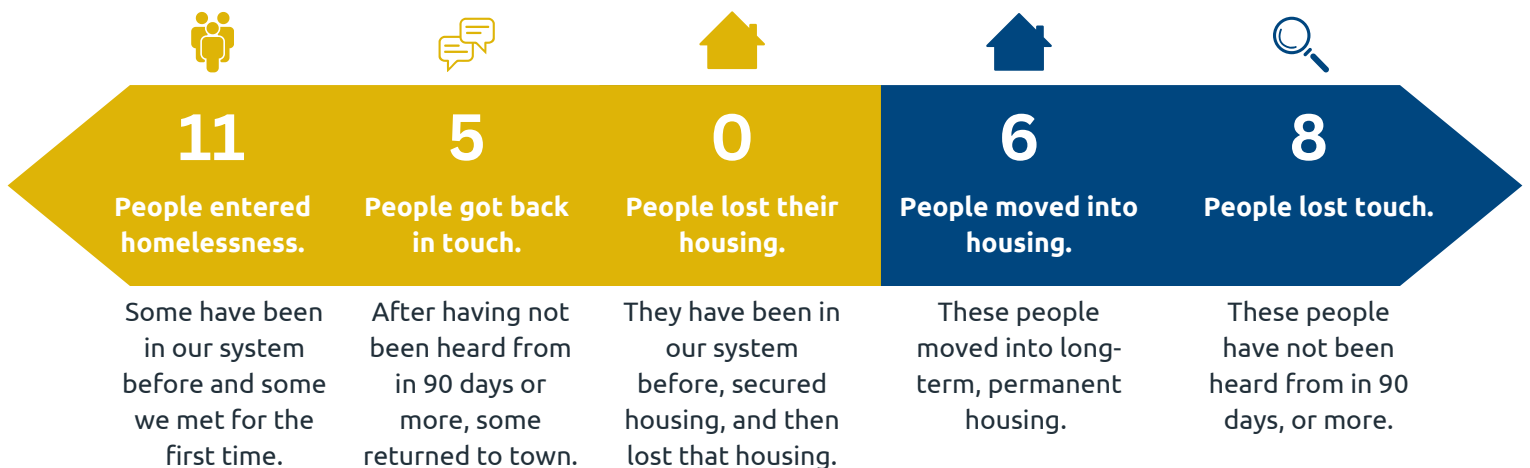 11
People entered
homelessness.
Some have been
in our system
before and some
we met for the
first time.
5
People got back
in touch.
After having not
been heard from
in 90 days or
more, some
returned to town.
0
People lost their
housing.
They have been in
our system
before, secured
housing, and then
lost that housing.
6
People moved into
housing.
These people
moved into long-
term, permanent
housing.
8
People lost touch.
These people
have not been
heard from in 90
days, or more.